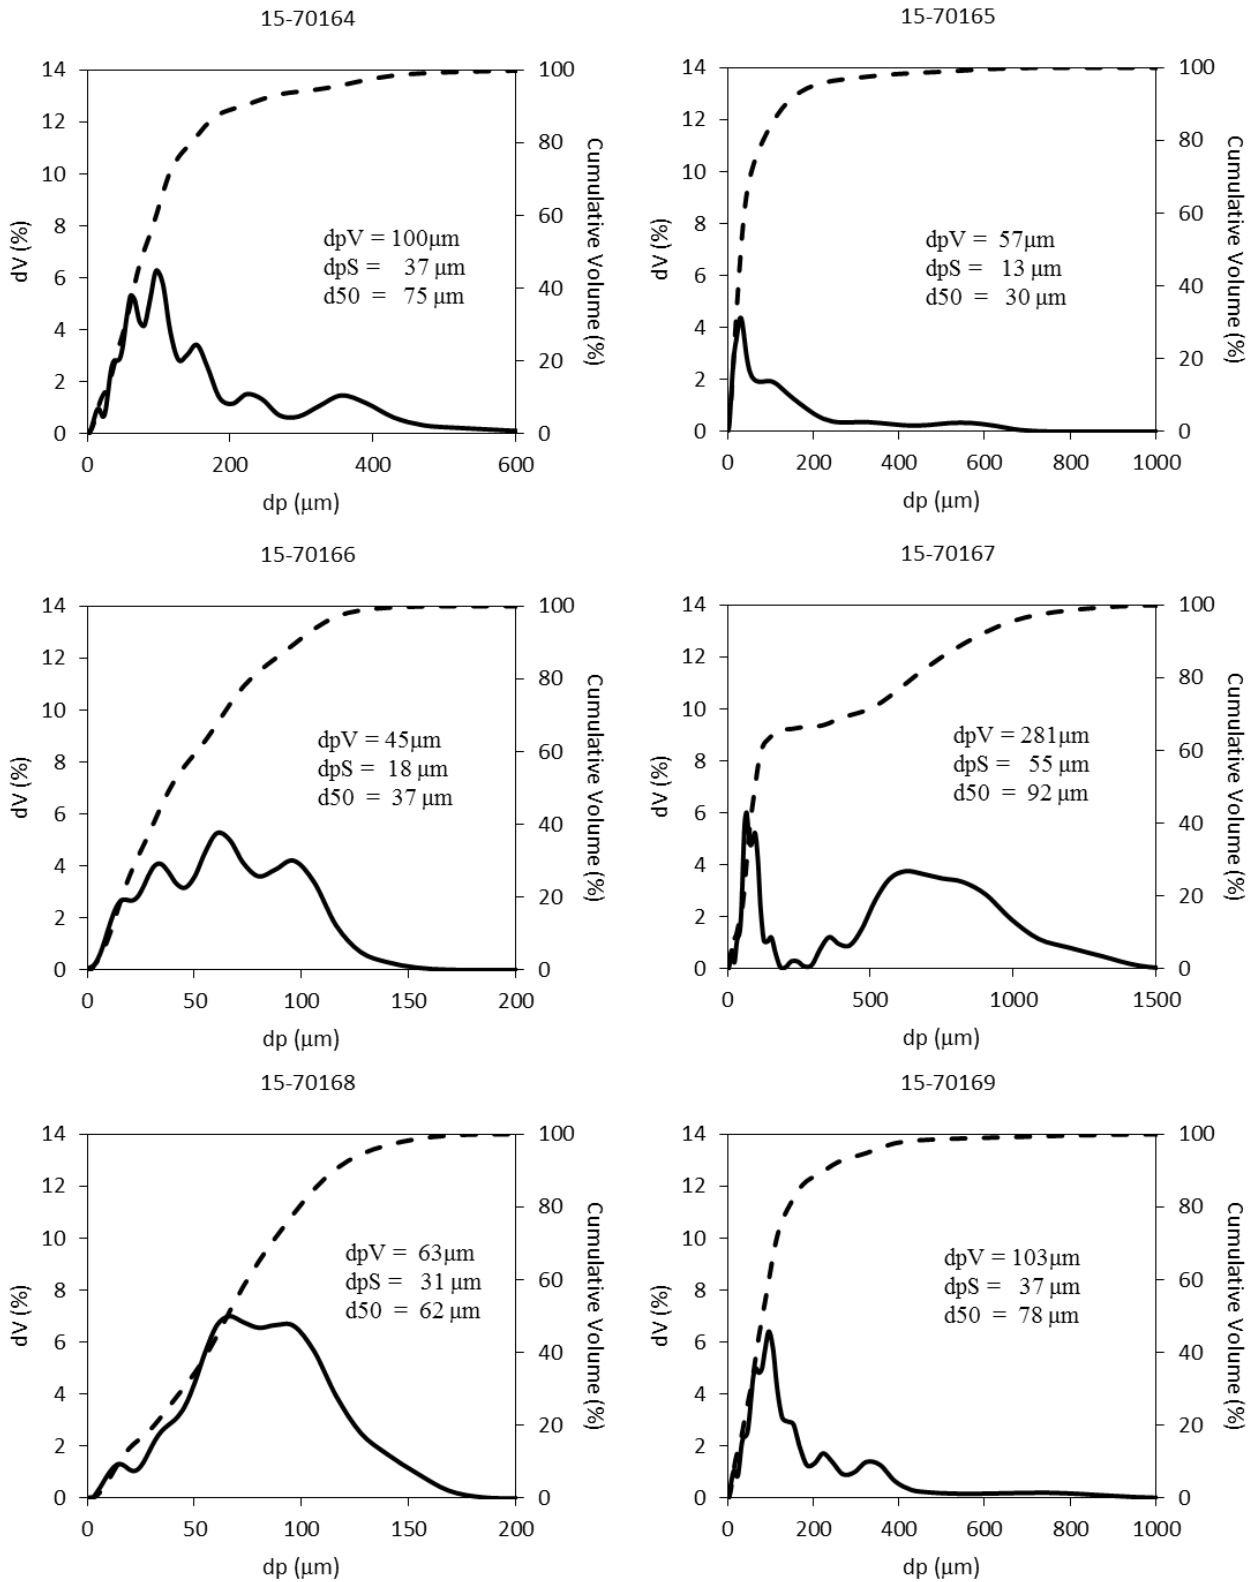 15-70164
14
12
10
8
6
4
2
0
dV (%)
100
80
60
40
20
0
Cumulative Volume (%)
dpV = 100µm
dpS = 37 µm
d50 = 75 µm
0 200 400 600
dp (µm)
15-70165
14
12
10
8
6
4
2
0
dV (%)
100
80
60
40
20
0
Cumulative Volume (%)
dpV = 57µm
dpS = 13 µm
d50 = 30 µm
0 200 400 600 800 1000
dp (µm)
15-70166
14
12
10
8
6
4
2
0
dV (%)
100
80
60
40
20
0
Cumulative Volume (%)
dpV = 45µm
dpS = 18 µm
d50 = 37 µm
0 50 100 150 200
dp (µm)
15-70167
14
12
10
8
6
4
2
0
dV (%)
100
80
60
40
20
0
Cumulative Volume (%)
dpV = 281µm
dpS = 55 µm
d50 = 92 µm
0 500 1000 1500
dp (µm)
15-70168
14
12
10
8
6
4
2
0
dV (%)
100
80
60
40
20
0
Cumulative Volume (%)
dpV = 63µm
dpS = 31 µm
d50 = 62 µm
0 50 100 150 200
dp (µm)
15-70169
14
12
10
8
6
4
2
0
dV (%)
100
80
60
40
20
0
Cumulative Volume (%)
dpV = 103µm
dpS = 37 µm
d50 = 78 µm
0 200 400 600 800 1000
dp (µm)